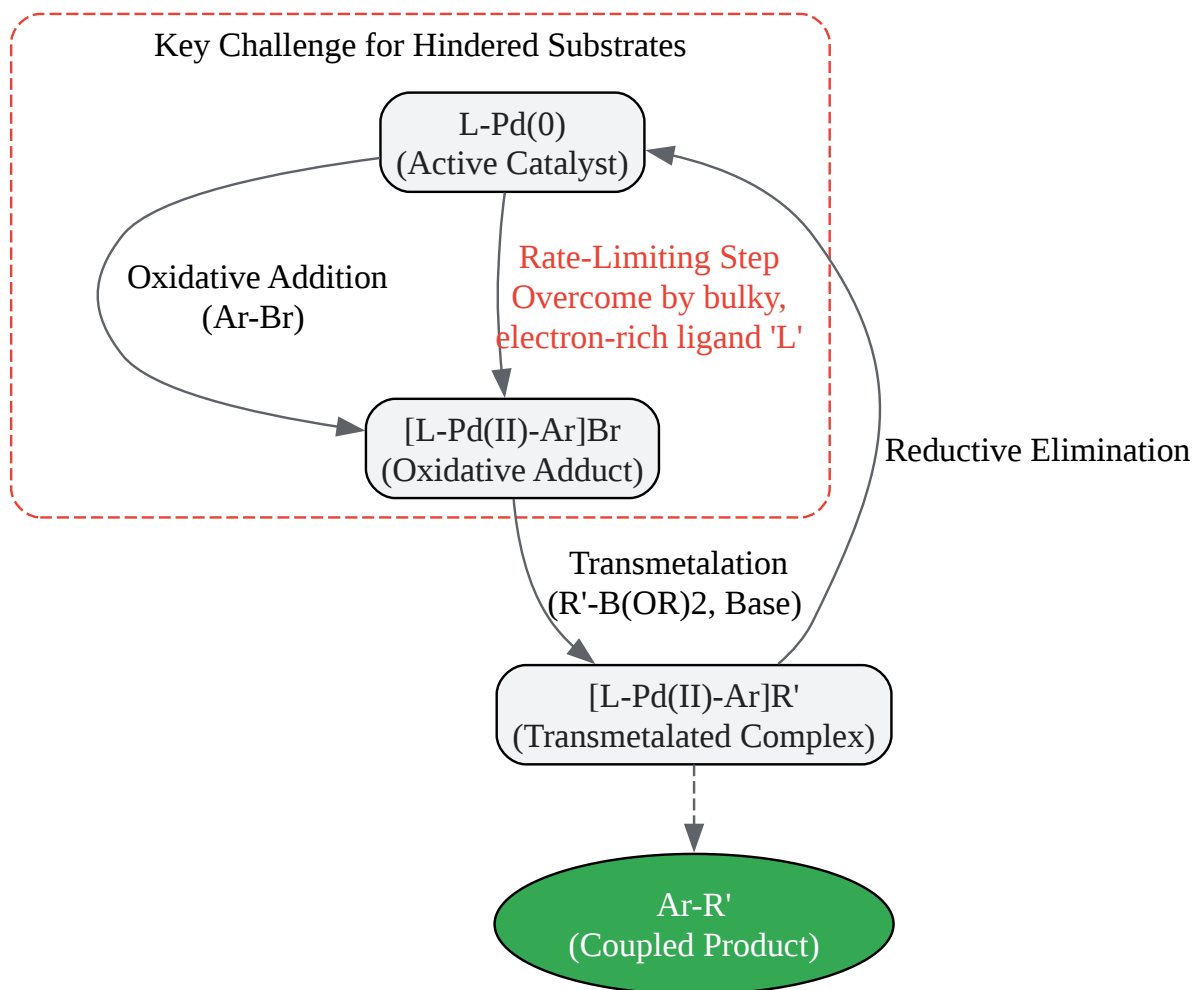 Key Challenge for Hindered Substrates
L-Pd(0)
(Active Catalyst)
Oxidative Addition
(Ar-Br)
Rate-Limiting Step
Overcome by bulky,
electron-rich ligand 'L'
[L-Pd(II)-Ar]Br
(Oxidative Adduct)
Reductive Elimination
Transmetalation
(R'-B(OR)2, Base)
[L-Pd(II)-Ar]R'
(Transmetalated Complex)
Ar-R'
(Coupled Product)